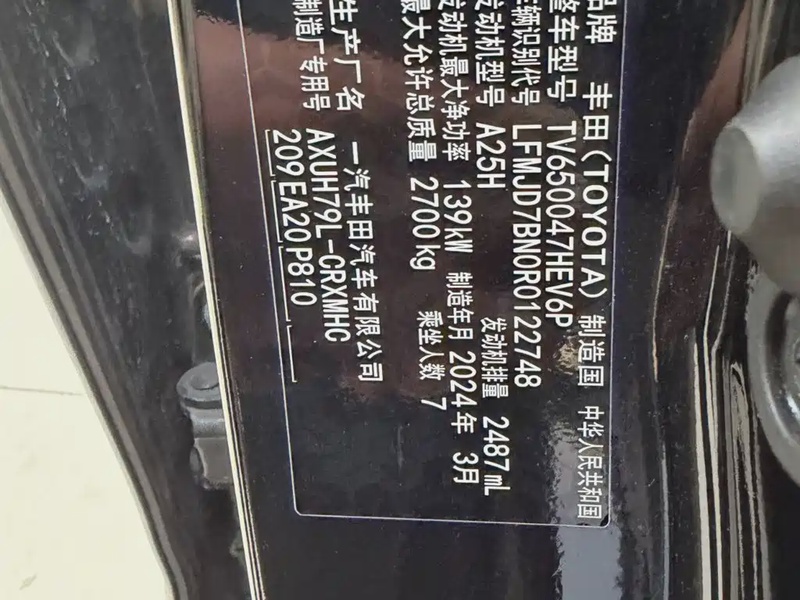 品牌 丰田(TOYOTA) 制造国 中华人民共和国
整车型号 TV65004​7HEV6P
车辆识别代号 LFMJD7BN0R0122748
发动机型号 A25H 发动机排量 2487mL
发动机最大净功率 139kW 制造年月 2024年 3月
最大允许总质量 2700kg 乘坐人数 7
生产厂名 一汽丰田汽车有限公司
制造厂专用号 AXUH79L-CRXMHC
209 EA20 P810